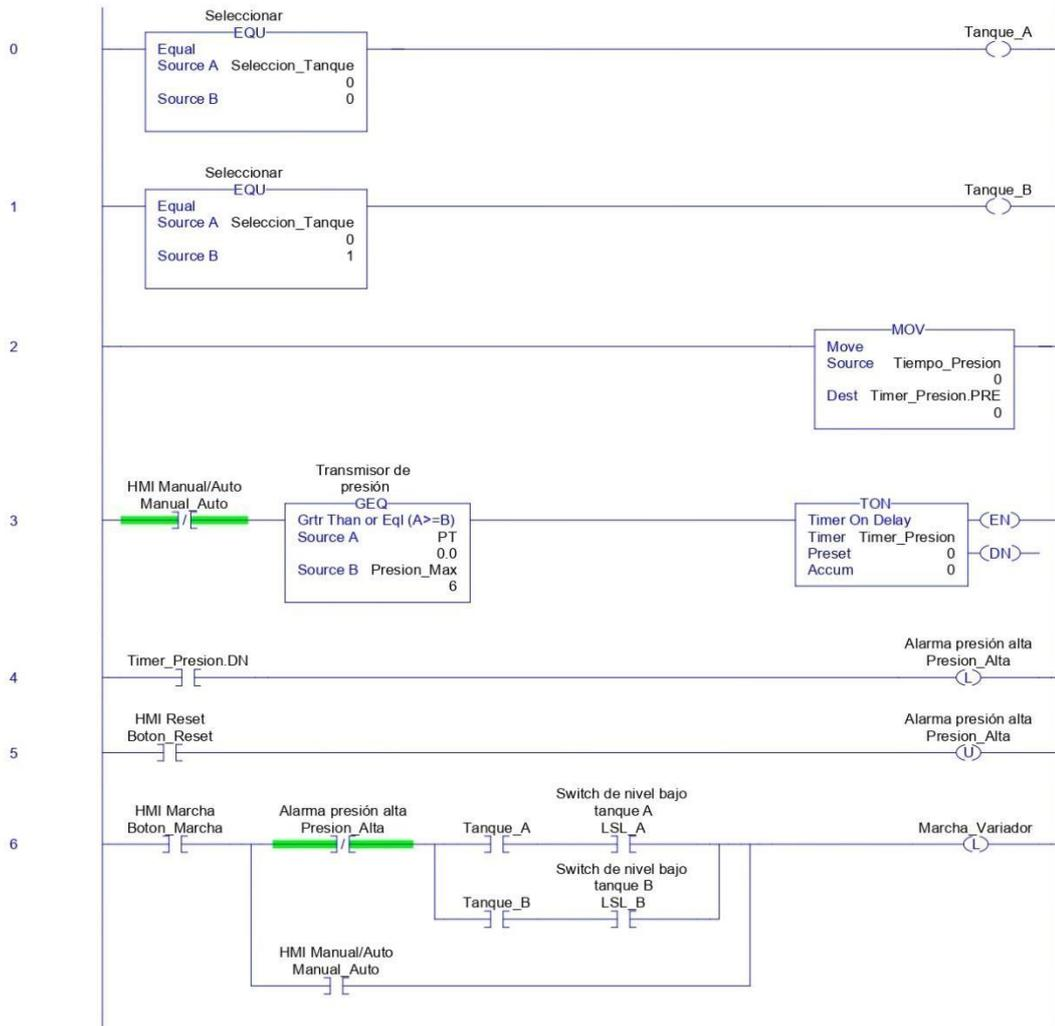 Seleccionar
EQU
Tanque_A
0
Equal
Source A Seleccion_Tanque
0
Source B 0
Seleccionar
EQU
Tanque_B
1
Equal
Source A Seleccion_Tanque
0
Source B 1
MOV
2
Move
Source Tiempo_Presion
0
Dest Timer_Presion.PRE
0
Transmisor de
presión
HMI Manual/Auto
Manual_Auto
GEQ
TON
3
Grtr Than or Eql (A>=B)
Source A PT
0.0
Source B Presion_Max
6
Timer On Delay
Timer Timer_Presion
Preset 0
Accum 0
EN
DN
Alarma presión alta
Timer_Presion.DN
Presion_Alta
4
L
HMI Reset
Boton_Reset
Alarma presión alta
Presion_Alta
5
U
HMI Marcha
Boton_Marcha
Alarma presión alta
Presion_Alta
Tanque_A
Switch de nivel bajo
tanque A
LSL_A
Marcha_Variador
6
L
Tanque_B
Switch de nivel bajo
tanque B
LSL_B
HMI Manual/Auto
Manual_Auto